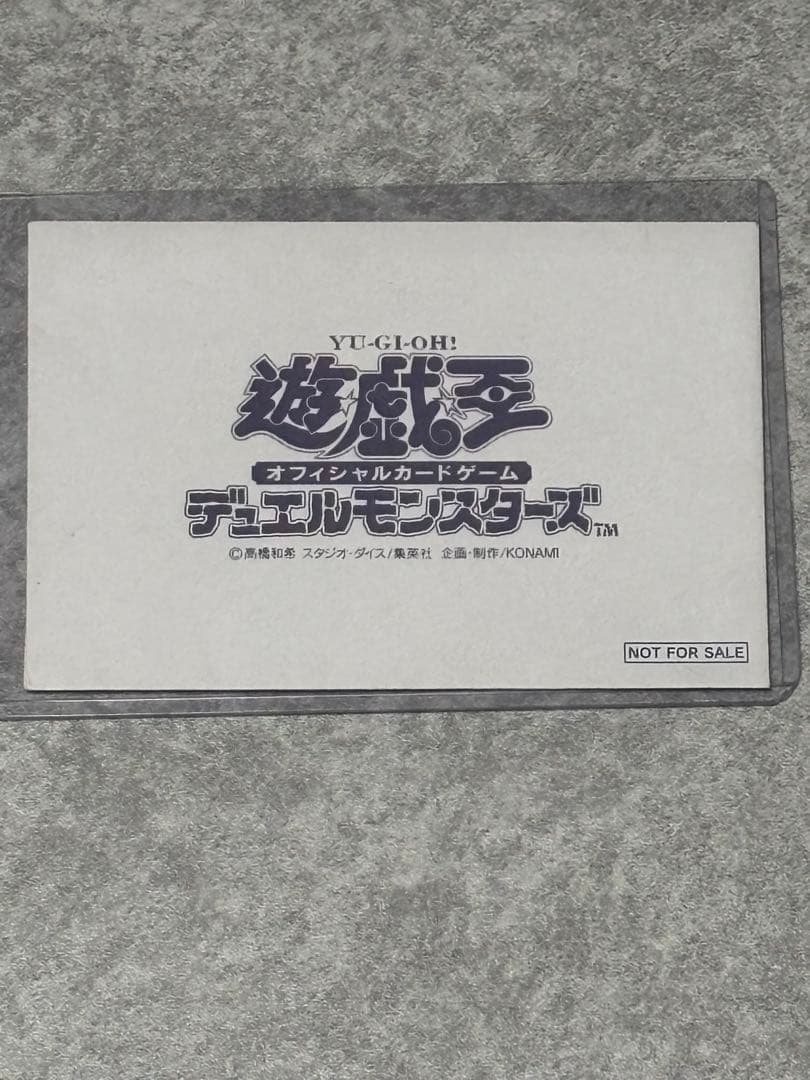 YU-GI-OH!
遊☆戯☆王
オフィシャルカードゲーム
デュエルモンスターズ™
©高橋和希 スタジオ・ダイス/集英社 企画・制作/KONAMI
NOT FOR SALE